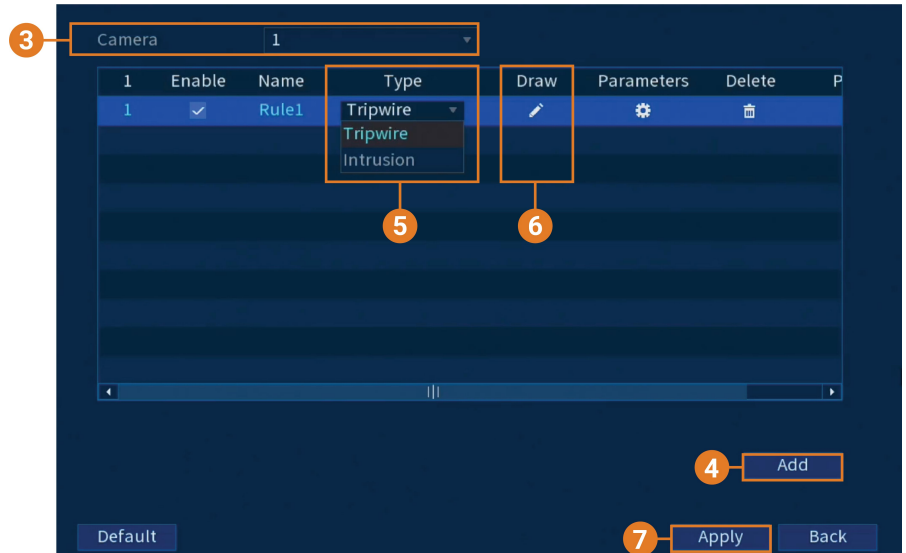 3 Camera 1
1 Enable Name Type Draw Parameters Delete P
1 Rule1 Tripwire
Tripwire
Intrusion
5 6
4 Add
Default 7 Apply Back